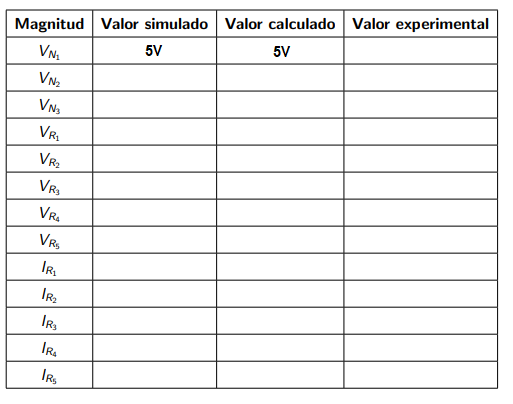 Magnitud Valor simulado Valor calculado Valor experimental
V_{N_1} 5V 5V
V_{N_2}
V_{N_3}
V_{R_1}
V_{R_2}
V_{R_3}
V_{R_4}
V_{R_5}
I_{R_1}
I_{R_2}
I_{R_3}
I_{R_4}
I_{R_5}